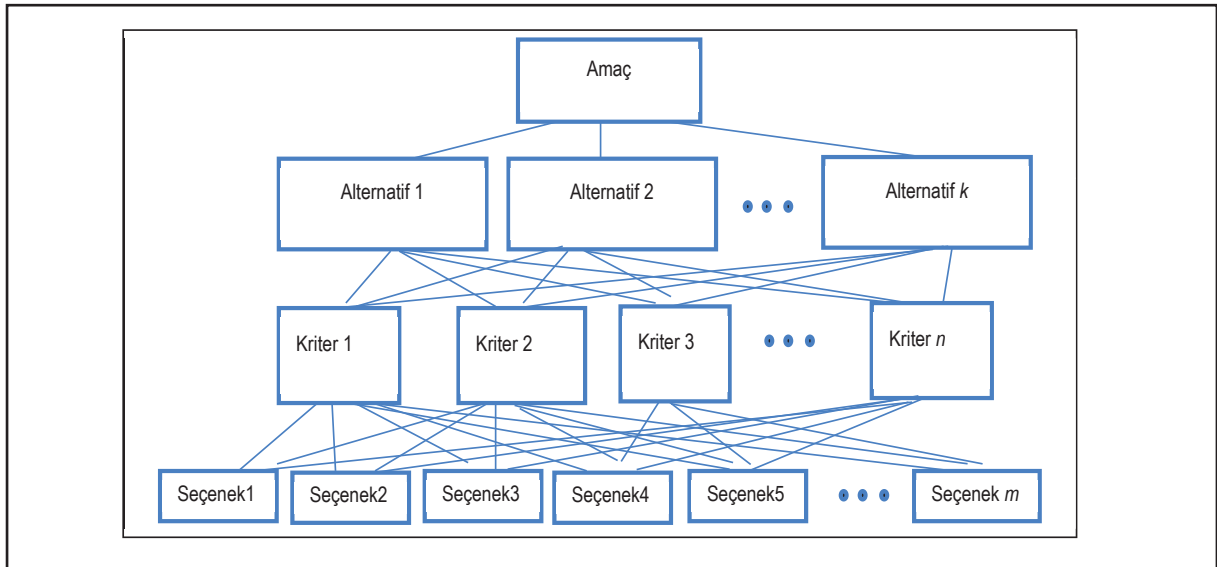 Amaç
Alternatif 1
Alternatif 2
Alternatif k
Kriter 1
Kriter 2
Kriter 3
Kriter n
Seçenek1
Seçenek2
Seçenek3
Seçenek4
Seçenek5
Seçenek m